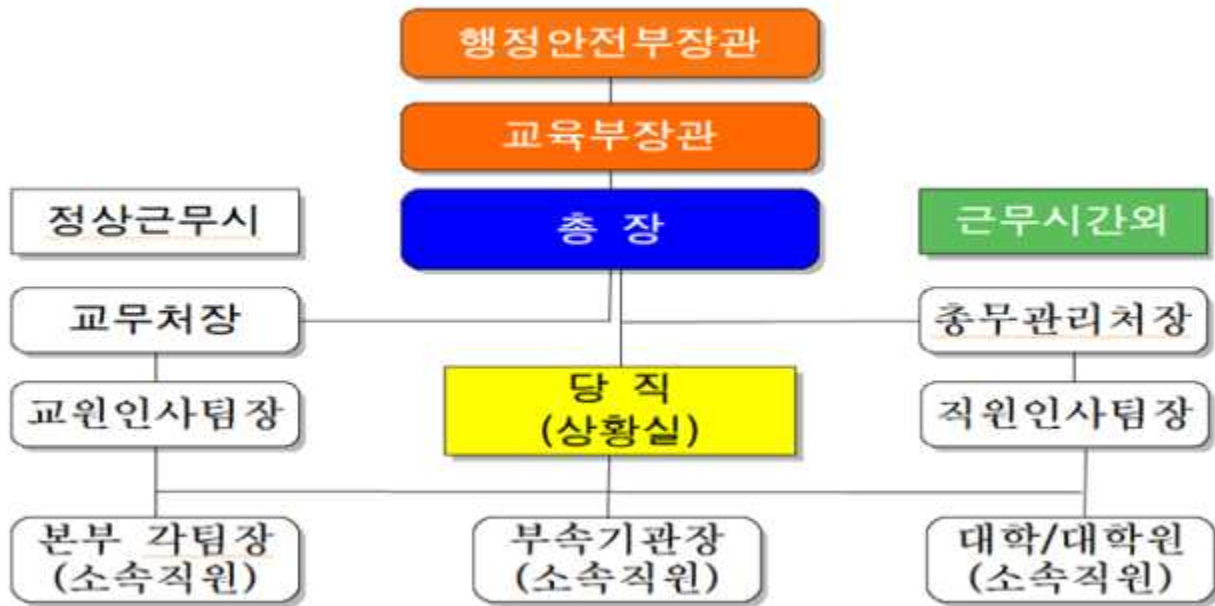 행정안전부장관
교육부장관
정상근무시
총 장
근무시간외
교무처장
총무관리처장
당 직
(상황실)
교원인사팀장
직원인사팀장
본부 각팀장
(소속직원)
부속기관장
(소속직원)
대학/대학원
(소속직원)